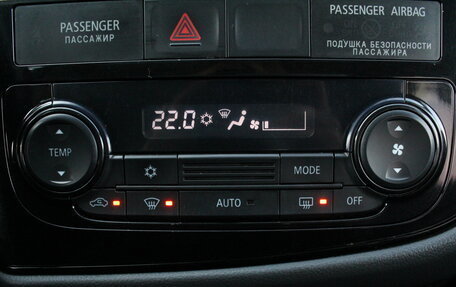 PASSENGER
ПАССАЖИР
PASSENGER AIRBAG
ПОДУШКА БЕЗОПАСНОСТИ
ПАССАЖИРА
22.0
TEMP
MODE
AUTO
OFF